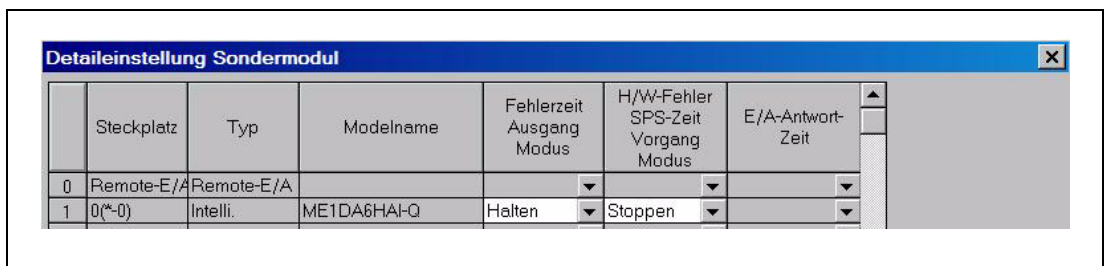 Detaileinstellung Sondermodul
Steckplatz Typ Modelname Fehlerzeit Ausgang Modus H/W-Fehler SPS-Zeit Vorgang Modus E/A-Antwort-Zeit
0 Remote-E/A Remote-E/A
1 0(*-0) Intelli. ME1DA6HAI-Q Halten Stoppen